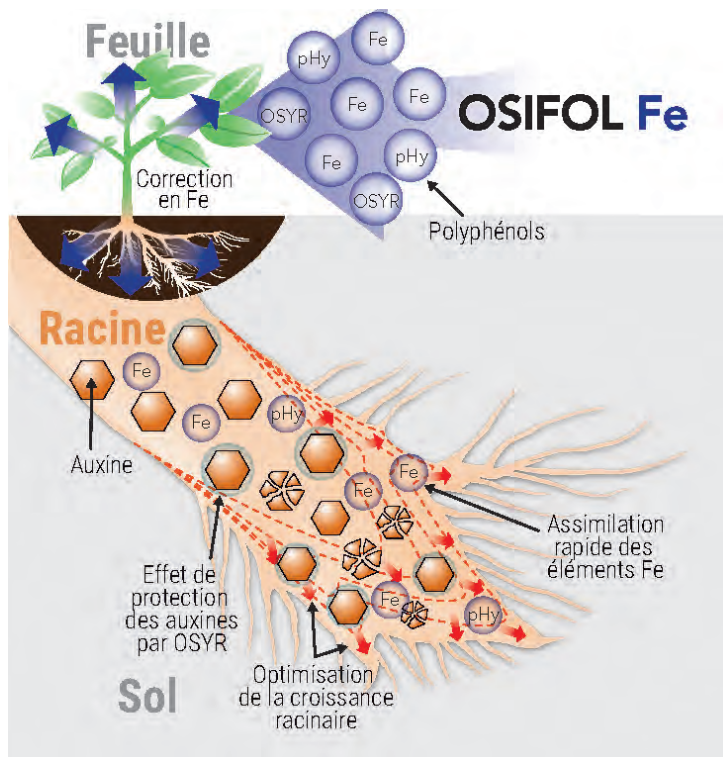 Feuille
Fe
pHy
Fe
Fe
OSYR
OSIFOL Fe
Fe
pHy
OSYR
Correction
en Fe
Polyphénols
Racine
Fe
Fe
pHy
Auxine
Fe
Fe
Assimilation
rapide des
éléments Fe
Effet de
protection
des auxines
par OSYR
Fe
pHy
Optimisation
de la croissance
racinaire
Sol